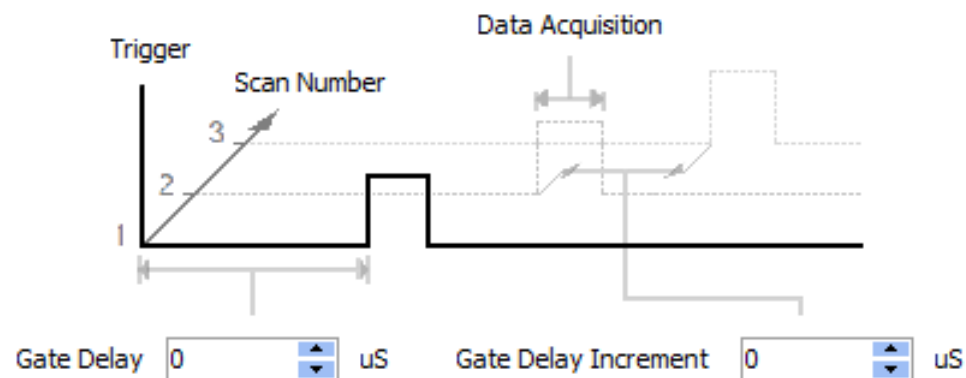 Data Acquisition
Trigger
Scan Number
3
2
1
Gate Delay 0 uS Gate Delay Increment 0 uS